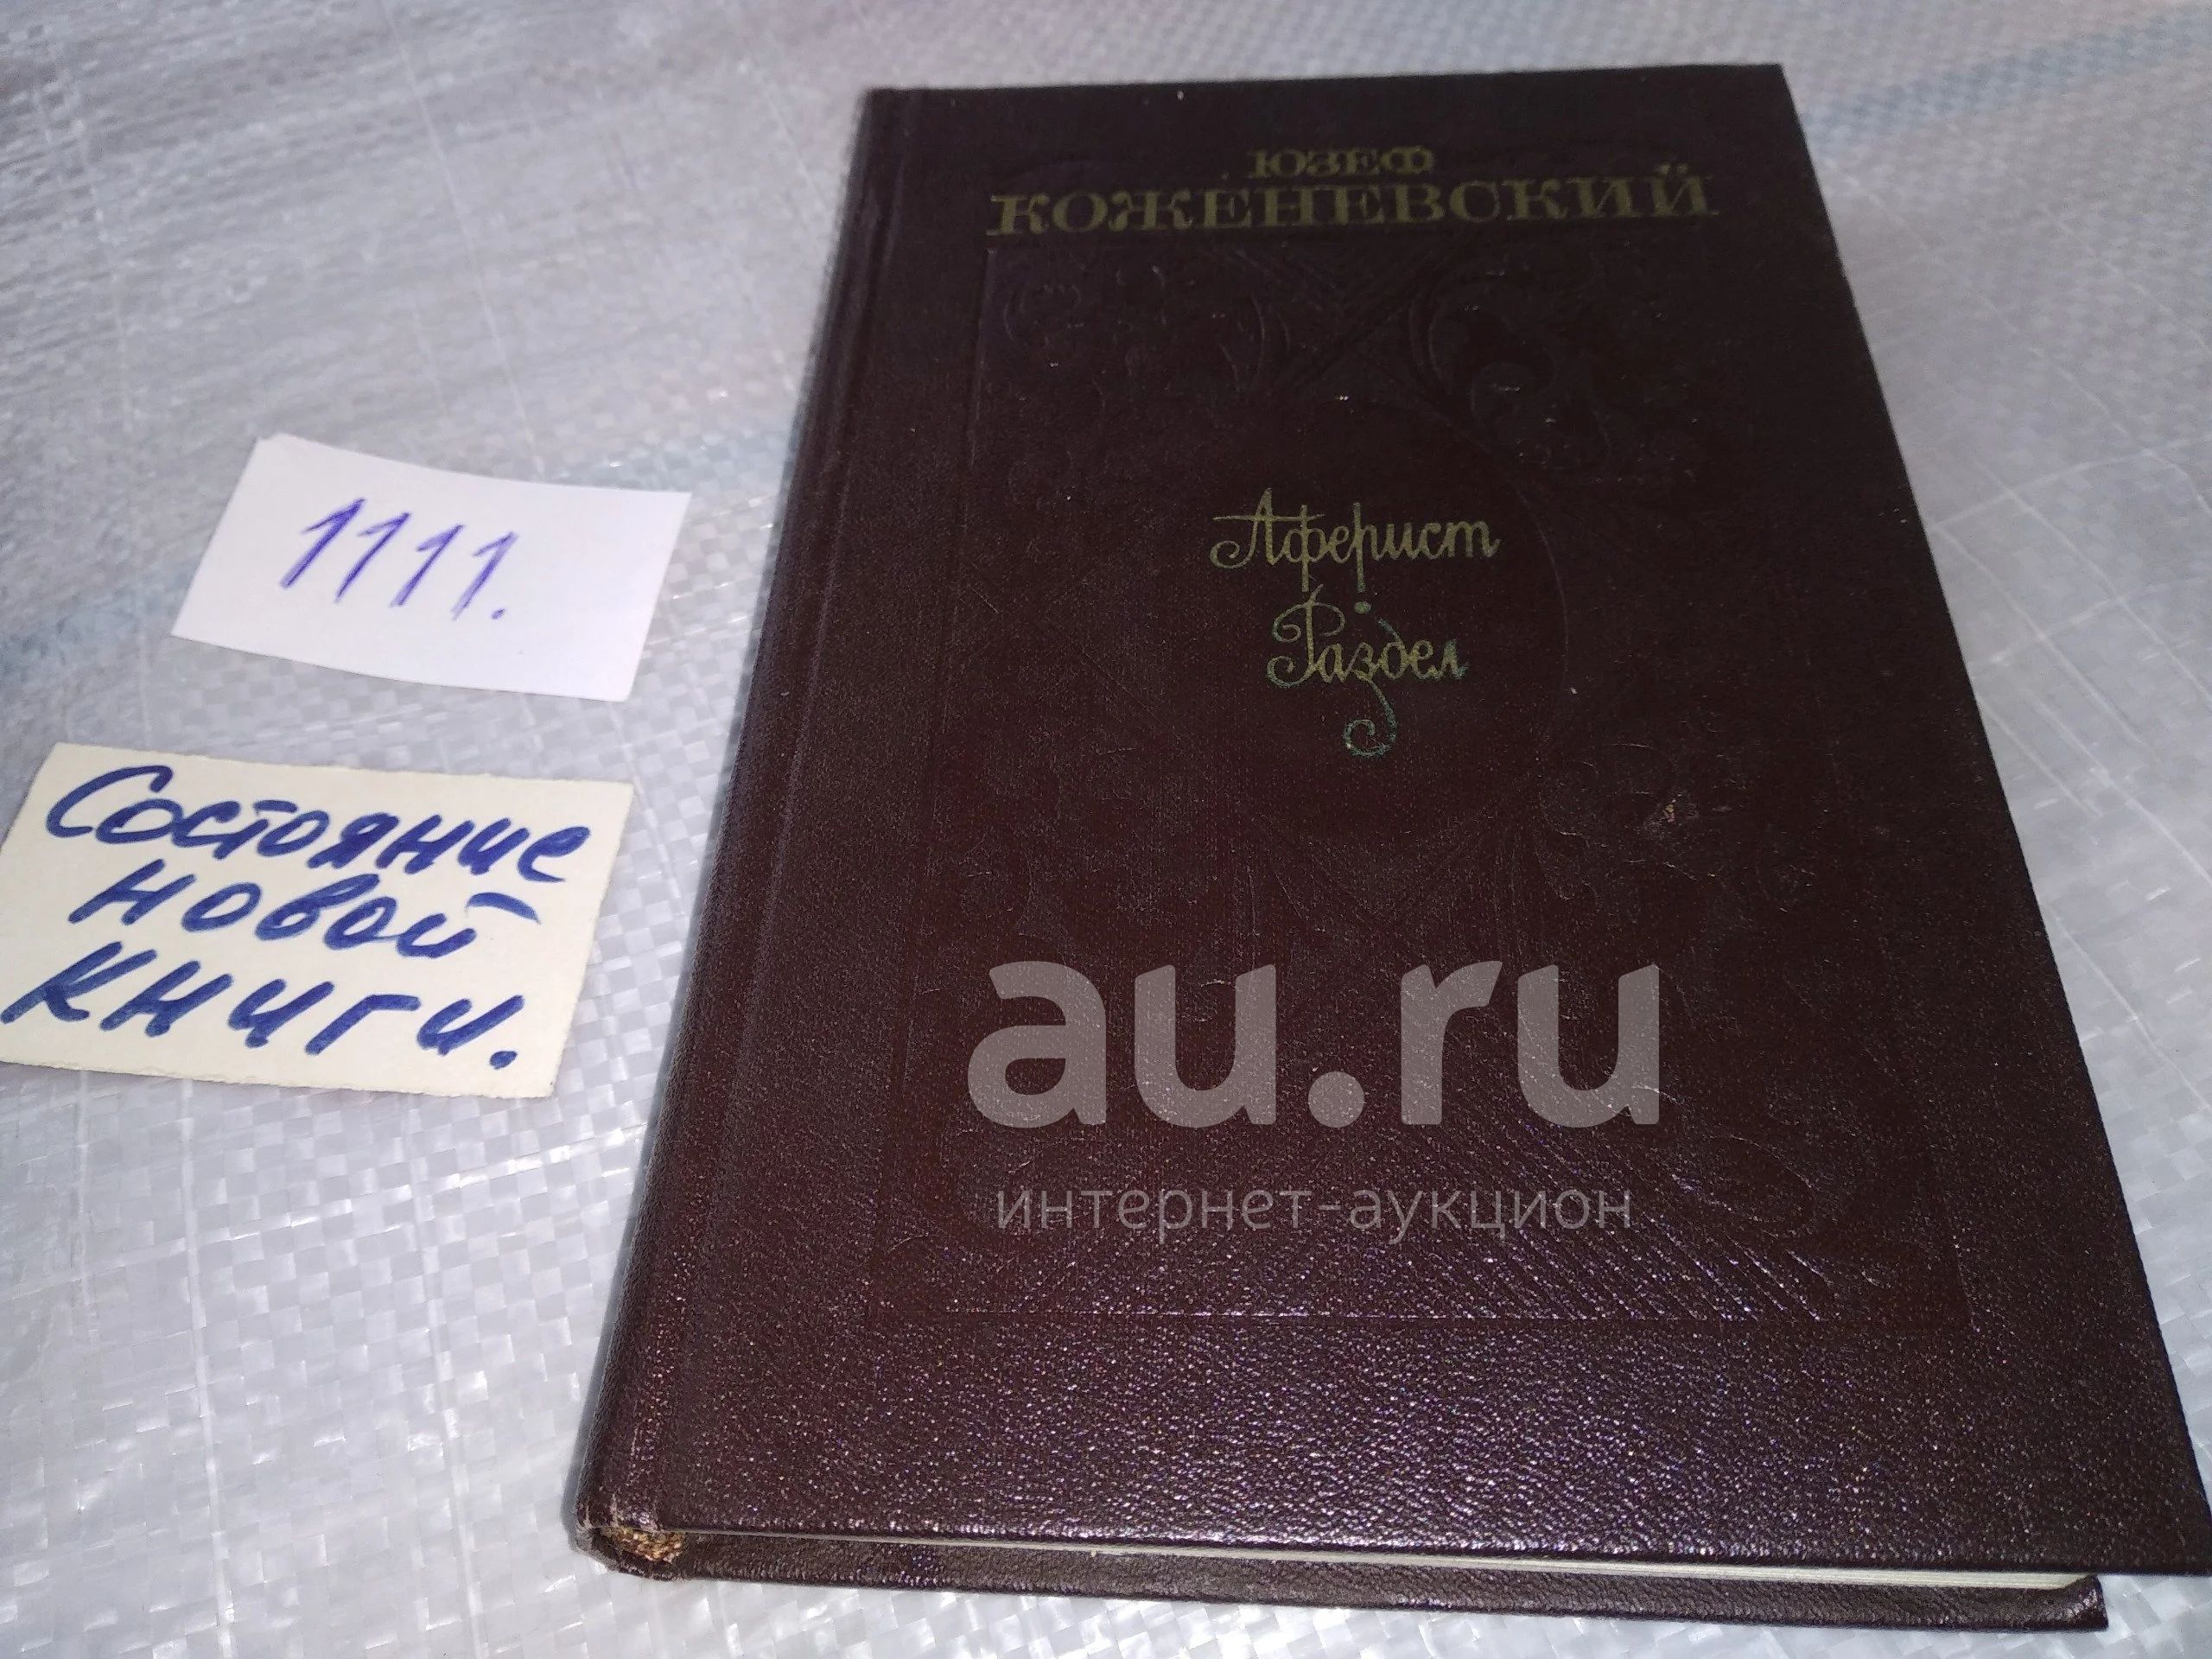 ЮЗЕФ
КОЖЕНЕВСКИЙ
Аферист
Раздел
1111.
Состояние
новой
книги.
au.ru
интернет-аукцион